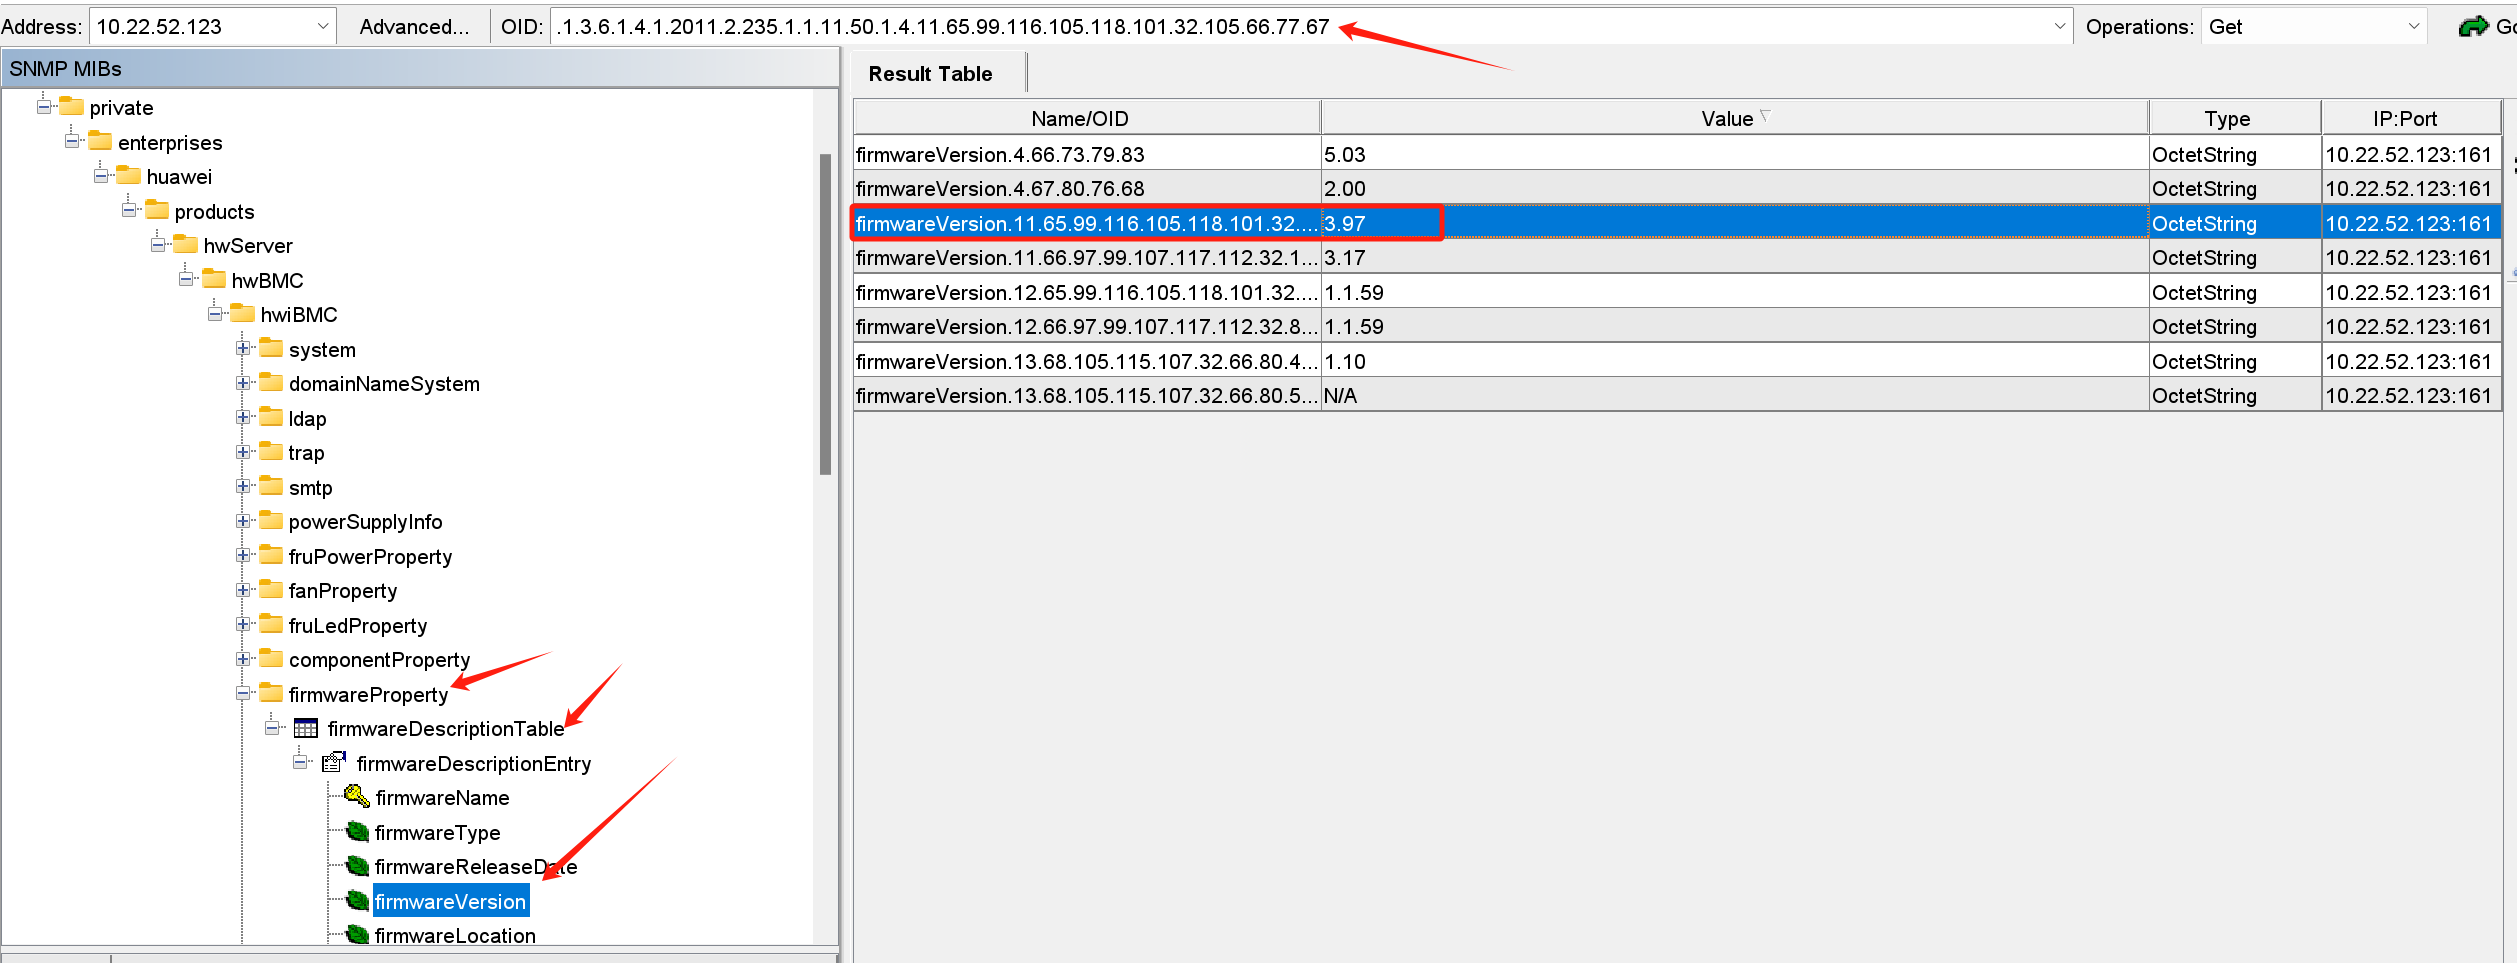 Address: 10.22.52.123 Advanced... OID: .1.3.6.1.4.1.2011.2.235.1.1.11.50.1.4.11.65.99.116.105.118.101.32.105.66.77.67 Operations: Get Go
SNMP MIBs
private
enterprises
huawei
products
hwServer
hwBMC
hwiBMC
system
domainNameSystem
ldap
trap
smtp
powerSupplyInfo
fruPowerProperty
fanProperty
fruLedProperty
componentProperty
firmwareProperty
firmwareDescriptionTable
firmwareDescriptionEntry
firmwareName
firmwareType
firmwareReleaseDate
firmwareVersion
firmwareLocation
Result Table
Name/OID Value Type IP:Port
firmwareVersion.4.66.73.79.83 5.03 OctetString 10.22.52.123:161
firmwareVersion.4.67.80.76.68 2.00 OctetString 10.22.52.123:161
firmwareVersion.11.65.99.116.105.118.101.32.... 3.97 OctetString 10.22.52.123:161
firmwareVersion.11.66.97.99.107.117.112.32.1... 3.17 OctetString 10.22.52.123:161
firmwareVersion.12.65.99.116.105.118.101.32.... 1.1.59 OctetString 10.22.52.123:161
firmwareVersion.12.66.97.99.107.117.112.32.8... 1.1.59 OctetString 10.22.52.123:161
firmwareVersion.13.68.105.115.107.32.66.80.4... 1.10 OctetString 10.22.52.123:161
firmwareVersion.13.68.105.115.107.32.66.80.5... N/A OctetString 10.22.52.123:161